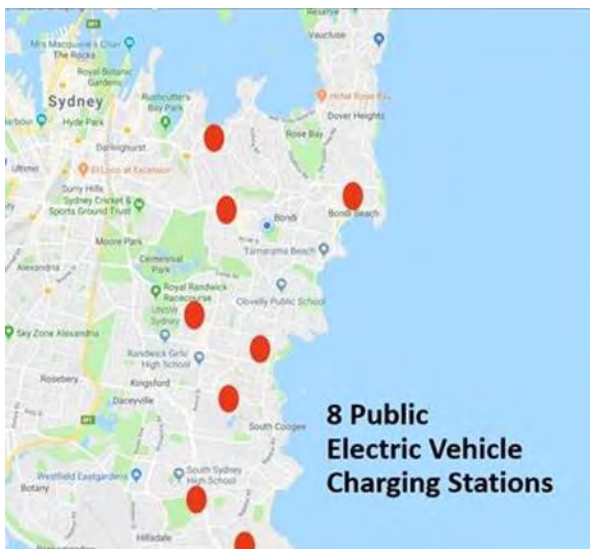 Reserve
Vaucluse
Mrs Macquarie's Chair
The Rocks
Royal Botanic
Gardens
Sydney
Rushcutters
Bay Park
Hotel Rose Bay
Dover Heights
Hyde Park
Rose Bay
Darlinghurst
Ultimo
El Loco at Excelsior
Surry Hills
Sydney Cricket &
Sports Ground Trust
Bondi Beach
Bondi
Moore Park
Tamarama Beach
Alexandria
Centennial
Park
Royal Randwick
Racecourse
Clovelly Public School
UNSW
Sydney
Sky Zone Alexandria
Randwick Girls'
High School
Rosebery
Kingsford
Daceyville
8 Public
Electric Vehicle
Charging Stations
M1
South Coogee
Westfield Eastgardens
South Sydney
High School
Botany
Hillsdale